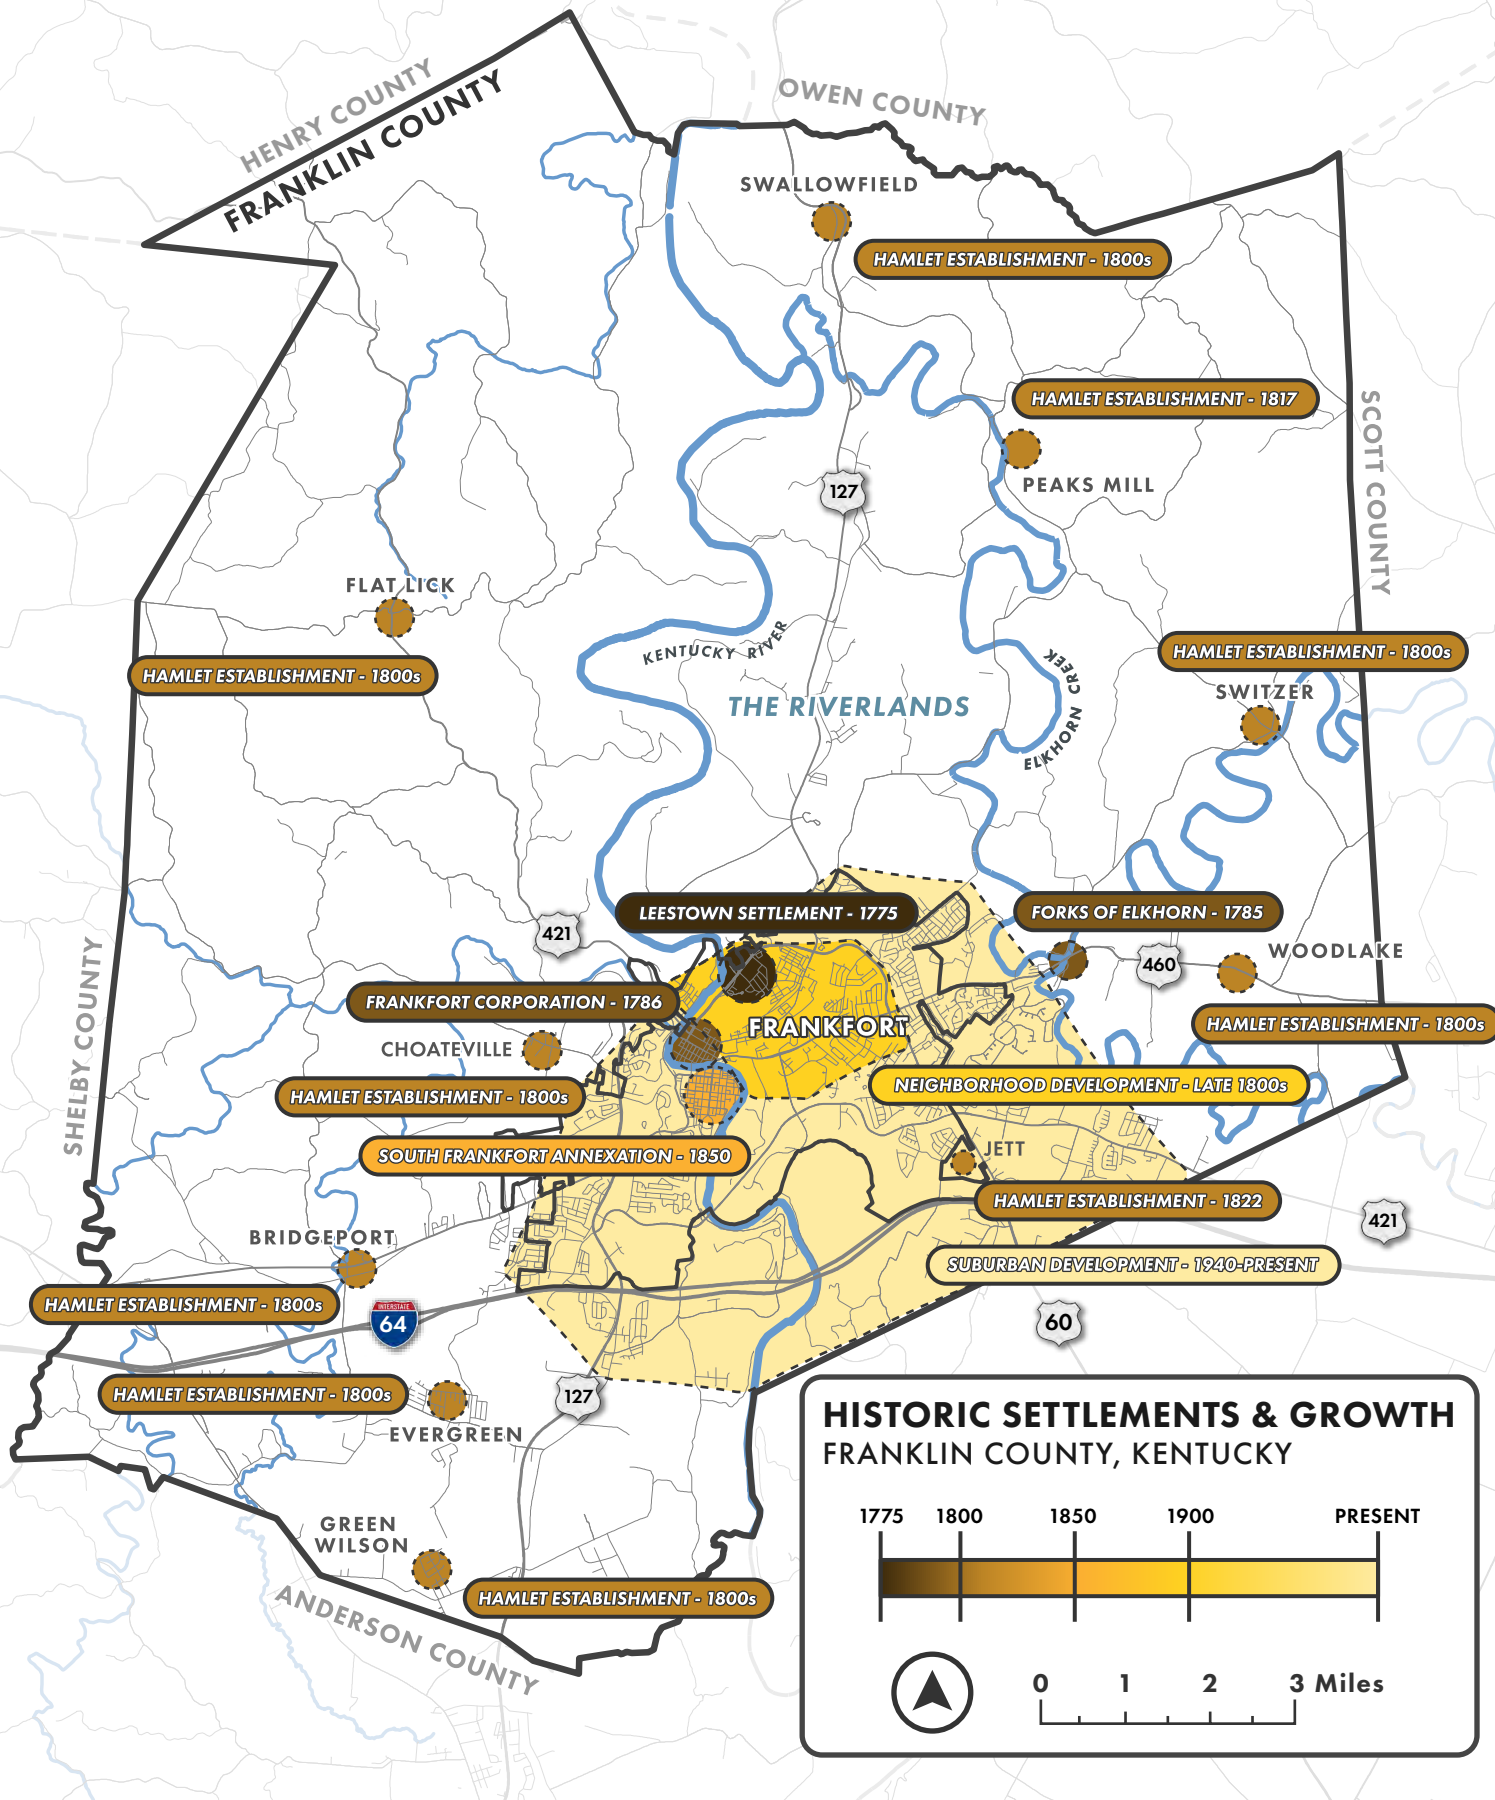 HENRY COUNTY
FRANKLIN COUNTY
OWEN COUNTY
SWALLOWFIELD
HAMLET ESTABLISHMENT - 1800s
HAMLET ESTABLISHMENT - 1817
SCOTT COUNTY
PEAKS MILL
127
FLAT LICK
HAMLET ESTABLISHMENT - 1800s
KENTUCKY RIVER
THE RIVERLANDS
ELKHORN CREEK
HAMLET ESTABLISHMENT - 1800s
SWITZER
LEESTOWN SETTLEMENT - 1775
FORKS OF ELKHORN - 1785
421
460
WOODLAKE
SHELBY COUNTY
FRANKFORT CORPORATION - 1786
FRANKFORT
HAMLET ESTABLISHMENT - 1800s
CHOATEVILLE
HAMLET ESTABLISHMENT - 1800s
NEIGHBORHOOD DEVELOPMENT - LATE 1800s
SOUTH FRANKFORT ANNEXATION - 1850
JETT
HAMLET ESTABLISHMENT - 1822
421
BRIDGEPORT
SUBURBAN DEVELOPMENT - 1940-PRESENT
HAMLET ESTABLISHMENT - 1800s
INTERSTATE
64
60
HAMLET ESTABLISHMENT - 1800s
127
EVERGREEN
GREEN
WILSON
HAMLET ESTABLISHMENT - 1800s
ANDERSON COUNTY
HISTORIC SETTLEMENTS & GROWTH
FRANKLIN COUNTY, KENTUCKY
1775 1800 1850 1900 PRESENT
0 1 2 3 Miles